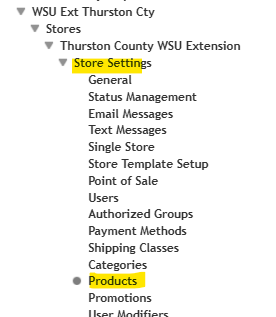 WSU Ext Thurston Cty
Stores
Thurston County WSU Extension
Store Settings
General
Status Management
Email Messages
Text Messages
Single Store
Store Template Setup
Point of Sale
Users
Authorized Groups
Payment Methods
Shipping Classes
Categories
Products
Promotions
User Modifiers